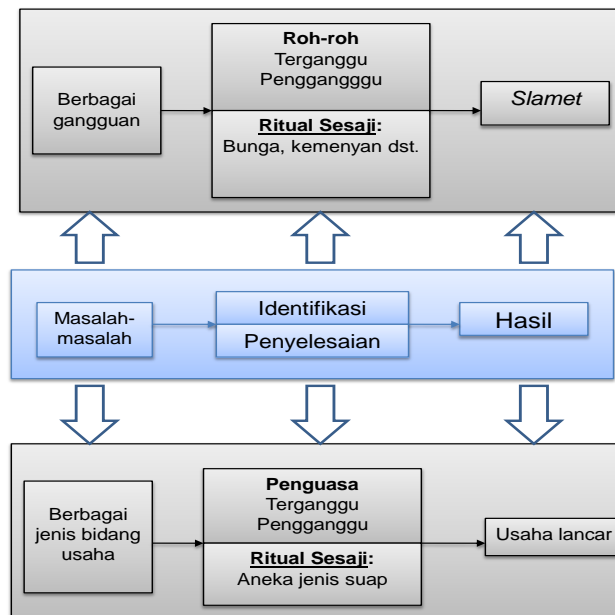 Roh-roh
Terganggu
Penggangggu
Berbagai
gangguan
Ritual Sesaji:
Bunga, kemenyan dst.
Slamet
Masalah-
masalah
Identifikasi
Penyelesaian
Hasil
Berbagai
jenis bidang
usaha
Penguasa
Terganggu
Pengganggu
Ritual Sesaji:
Aneka jenis suap
Usaha lancar